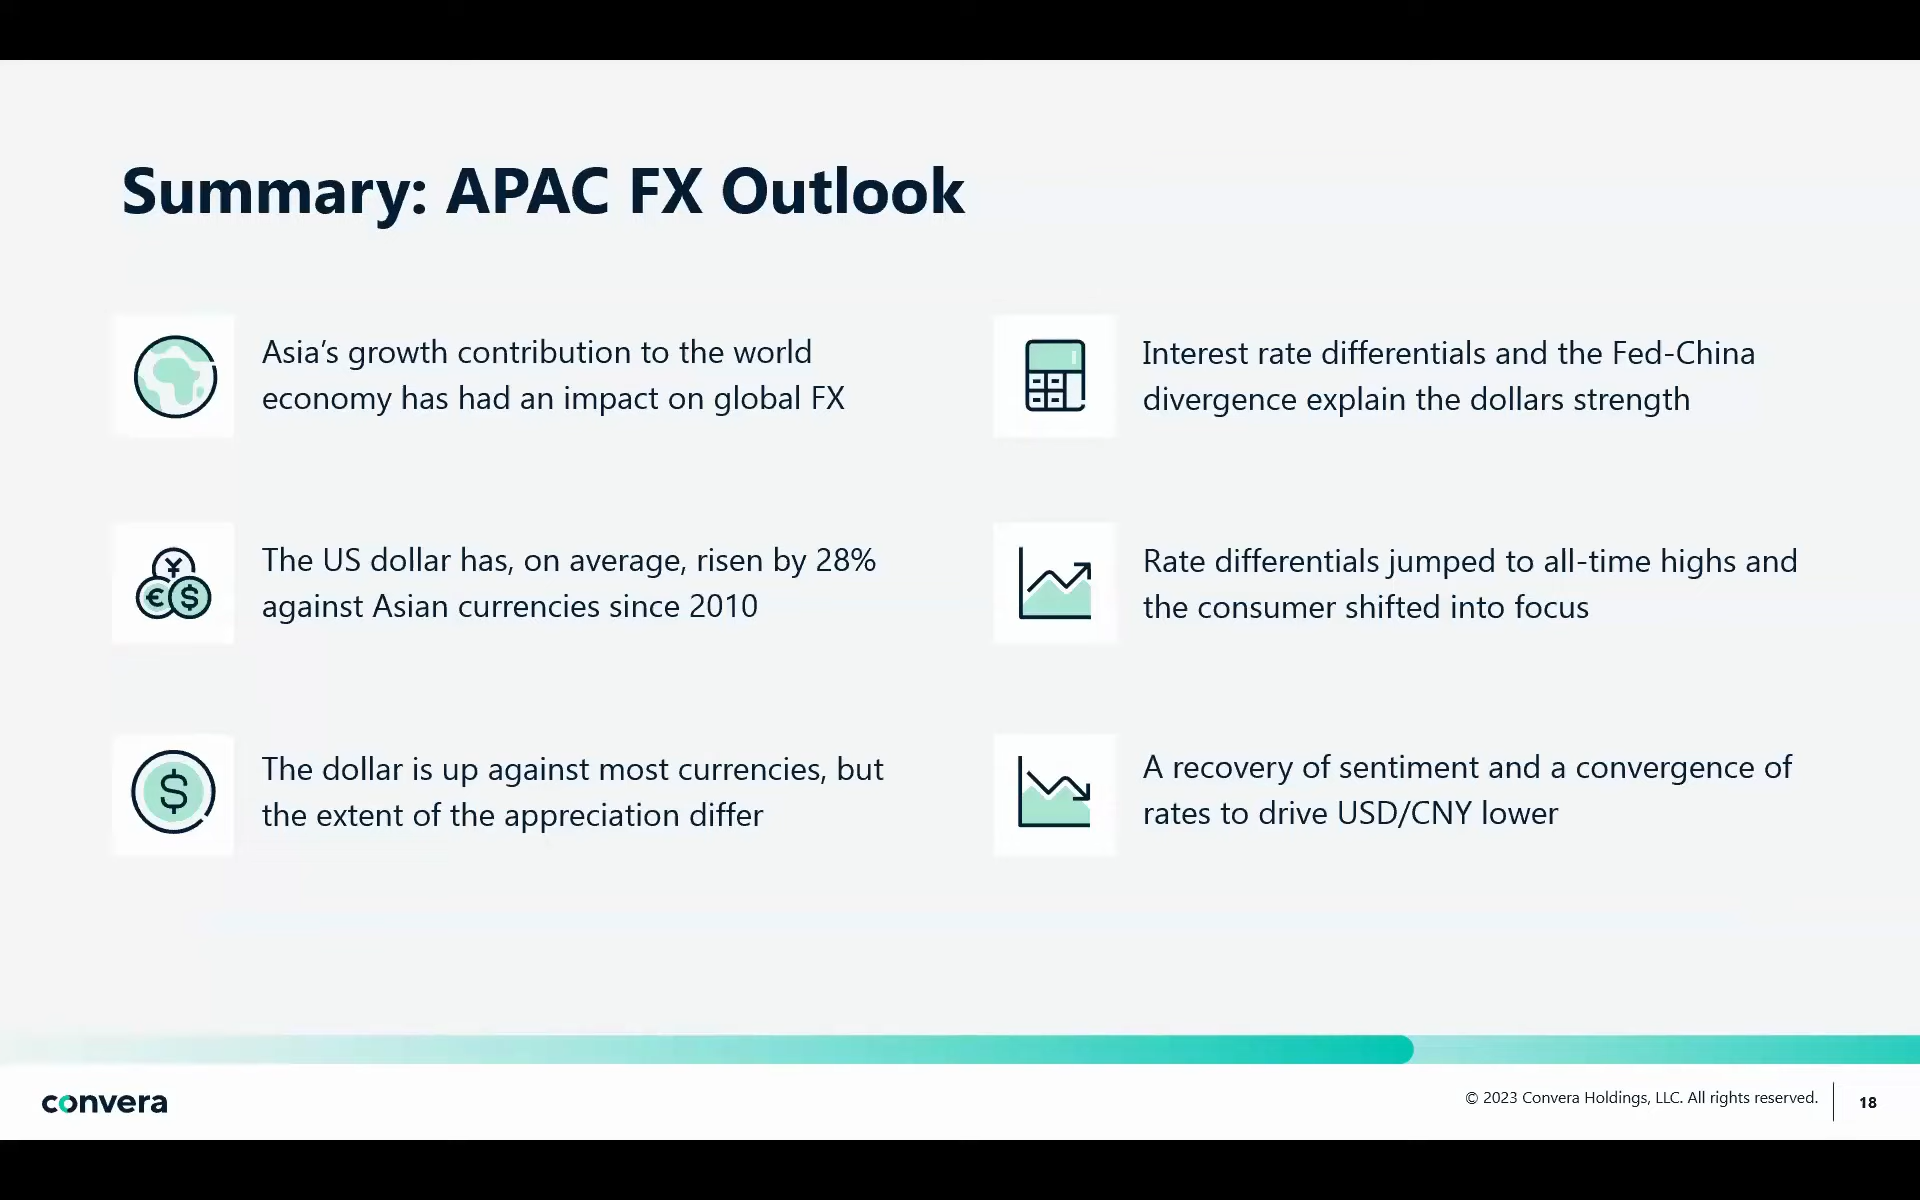 Summary: APAC FX Outlook
Asia’s growth contribution to the world
economy has had an impact on global FX
The US dollar has, on average, risen by 28%
against Asian currencies since 2010
The dollar is up against most currencies, but
the extent of the appreciation differ
Interest rate differentials and the Fed-China
divergence explain the dollars strength
Rate differentials jumped to all-time highs and
the consumer shifted into focus
A recovery of sentiment and a convergence of
rates to drive USD/CNY lower
convera
© 2023 Convera Holdings, LLC. All rights reserved.
18